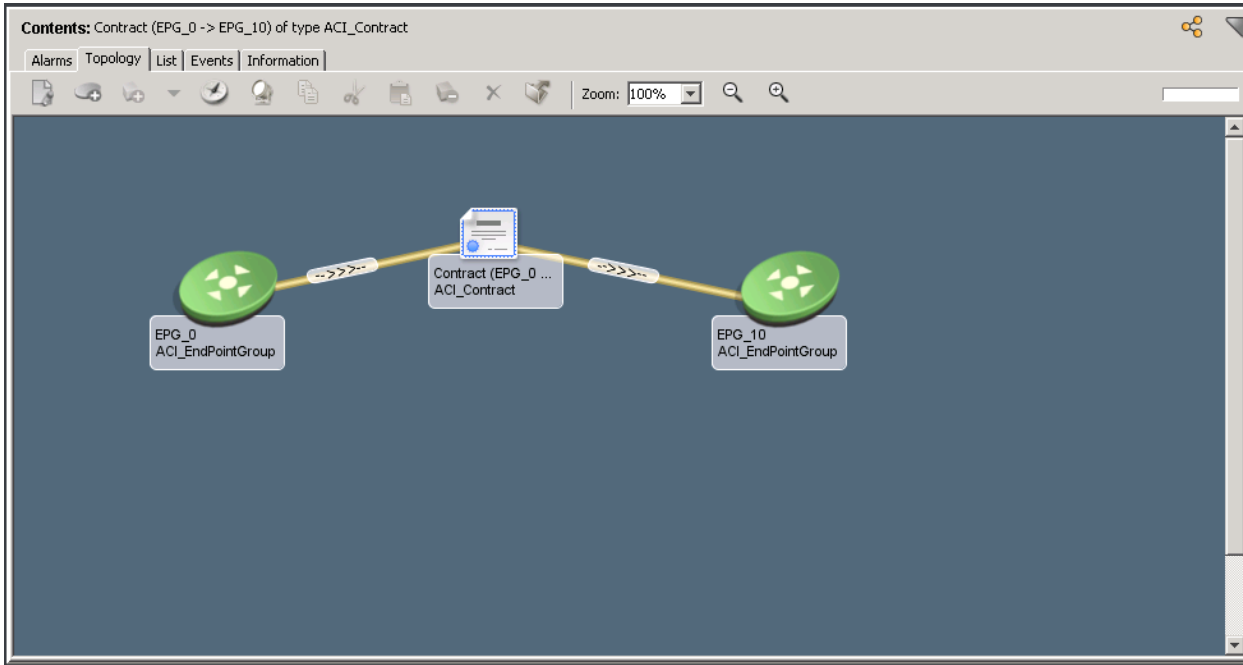 Contents: Contract (EPG_0 -> EPG_10) of type ACI_Contract
Alarms Topology List Events Information
Zoom: 100%
-->>>--
-->>>--
Contract (EPG_0 ...
ACI_Contract
EPG_0
ACI_EndPointGroup
EPG_10
ACI_EndPointGroup